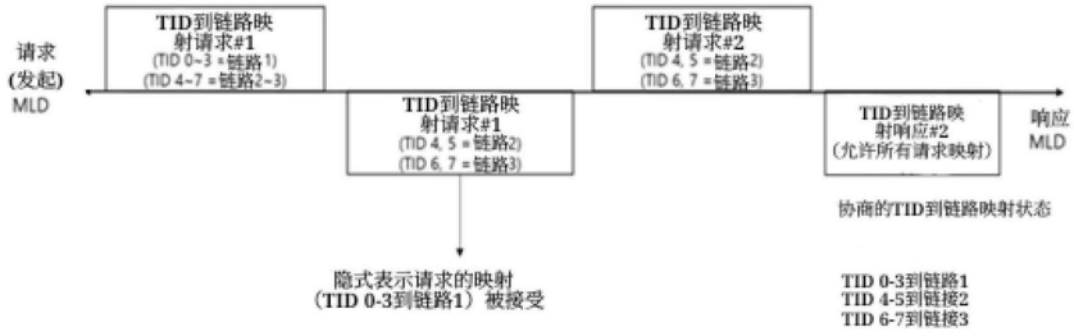 TID到链路映
射请求#1
(TID 0~3 = 链路1)
(TID 4~7 = 链路2~3)
TID到链路映
射请求#2
(TID 4, 5 = 链路2)
(TID 6, 7 = 链路3)
请求
(发起)
MLD
TID到链路映
射请求#1
(TID 4, 5 = 链路2)
(TID 6, 7 = 链路3)
TID到链路映
射响应#2
(允许所有请求映射)
响应
MLD
协商的TID到链路映射状态
隐式表示请求的映射
(TID 0-3到链路1)被接受
TID 0-3到链路1
TID 4-5到链接2
TID 6-7到链接3